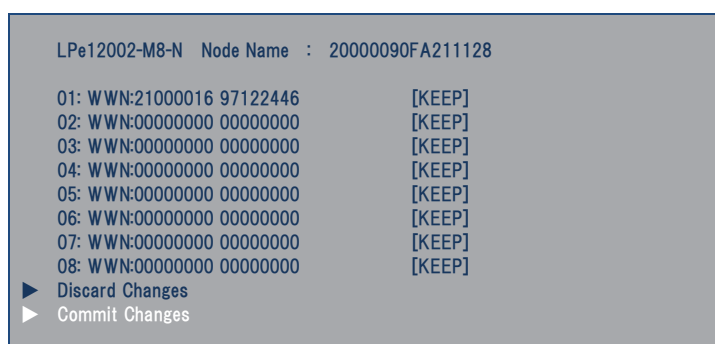 LPe12002-M8-N Node Name : 20000090FA211128
01: WWN:21000016 97122446 [KEEP]
02: WWN:00000000 00000000 [KEEP]
03: WWN:00000000 00000000 [KEEP]
04: WWN:00000000 00000000 [KEEP]
05: WWN:00000000 00000000 [KEEP]
06: WWN:00000000 00000000 [KEEP]
07: WWN:00000000 00000000 [KEEP]
08: WWN:00000000 00000000 [KEEP]
Discard Changes
Commit Changes